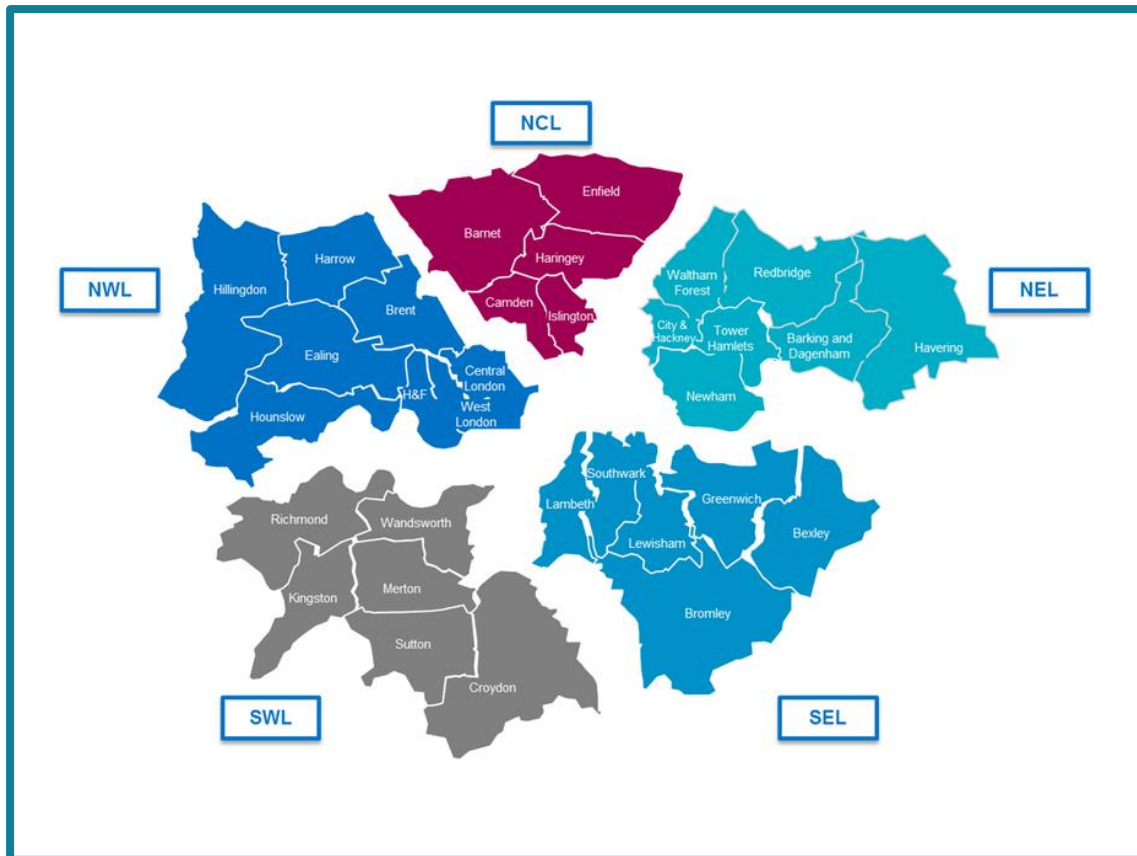 NCL
Enfield
Barnet
Haringey
Camden
Islington
NWL
Harrow
Hillingdon
Brent
Ealing
Central
London
H&F
West
London
Hounslow
NEL
Waltham
Forest
Redbridge
City &
Hackney
Tower
Hamlets
Barking and
Dagenham
Havering
Newham
Richmond
Wandsworth
Kingston
Merton
Sutton
Croydon
SWL
Southwark
Lambeth
Greenwich
Lewisham
Bexley
Bromley
SEL